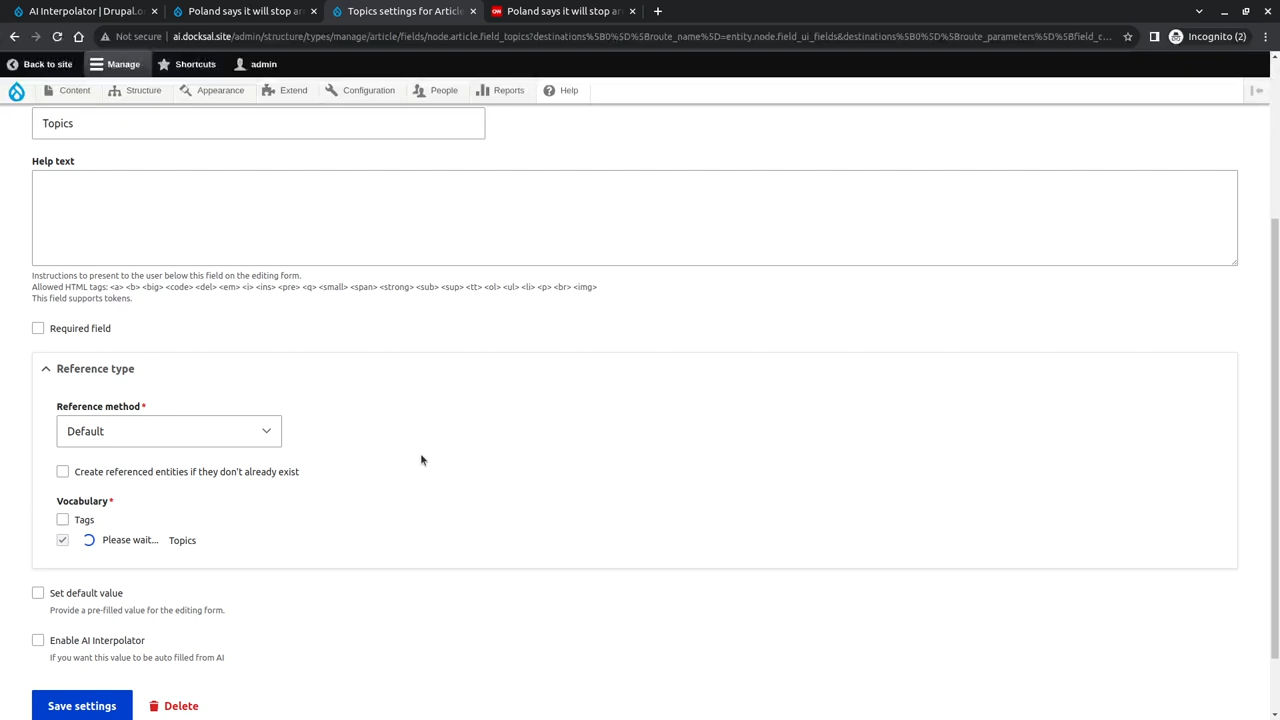 AI Interpolator | Drupal.o
Poland says it will stop ar
Topics settings for Article
Poland says it will stop ar
Not secure
ai.docksal.site/admin/structure/types/manage/article/fields/node.article.field_topics?destinations%5B0%5D%5Broute_name%5D=entity.node.field_ui_fields&destinations%5B0%5D%5Broute_parameters%5D%5Bfield_c...
Incognito (2)
Back to site
Manage
Shortcuts
admin
Content
Structure
Appearance
Extend
Configuration
People
Reports
Help
Topics
Help text
Instructions to present to the user below this field on the editing form.
Allowed HTML tags: <a> <b> <big> <code> <del> <em> <i> <ins> <pre> <q> <small> <span> <strong> <sub> <sup> <tt> <ol> <ul> <li> <p> <br> <img>
This field supports tokens.
Required field
Reference type
Reference method*
Default
Create referenced entities if they don't already exist
Vocabulary*
Tags
Please wait... Topics
Set default value
Provide a pre-filled value for the editing form.
Enable AI Interpolator
If you want this value to be auto filled from AI
Save settings
Delete